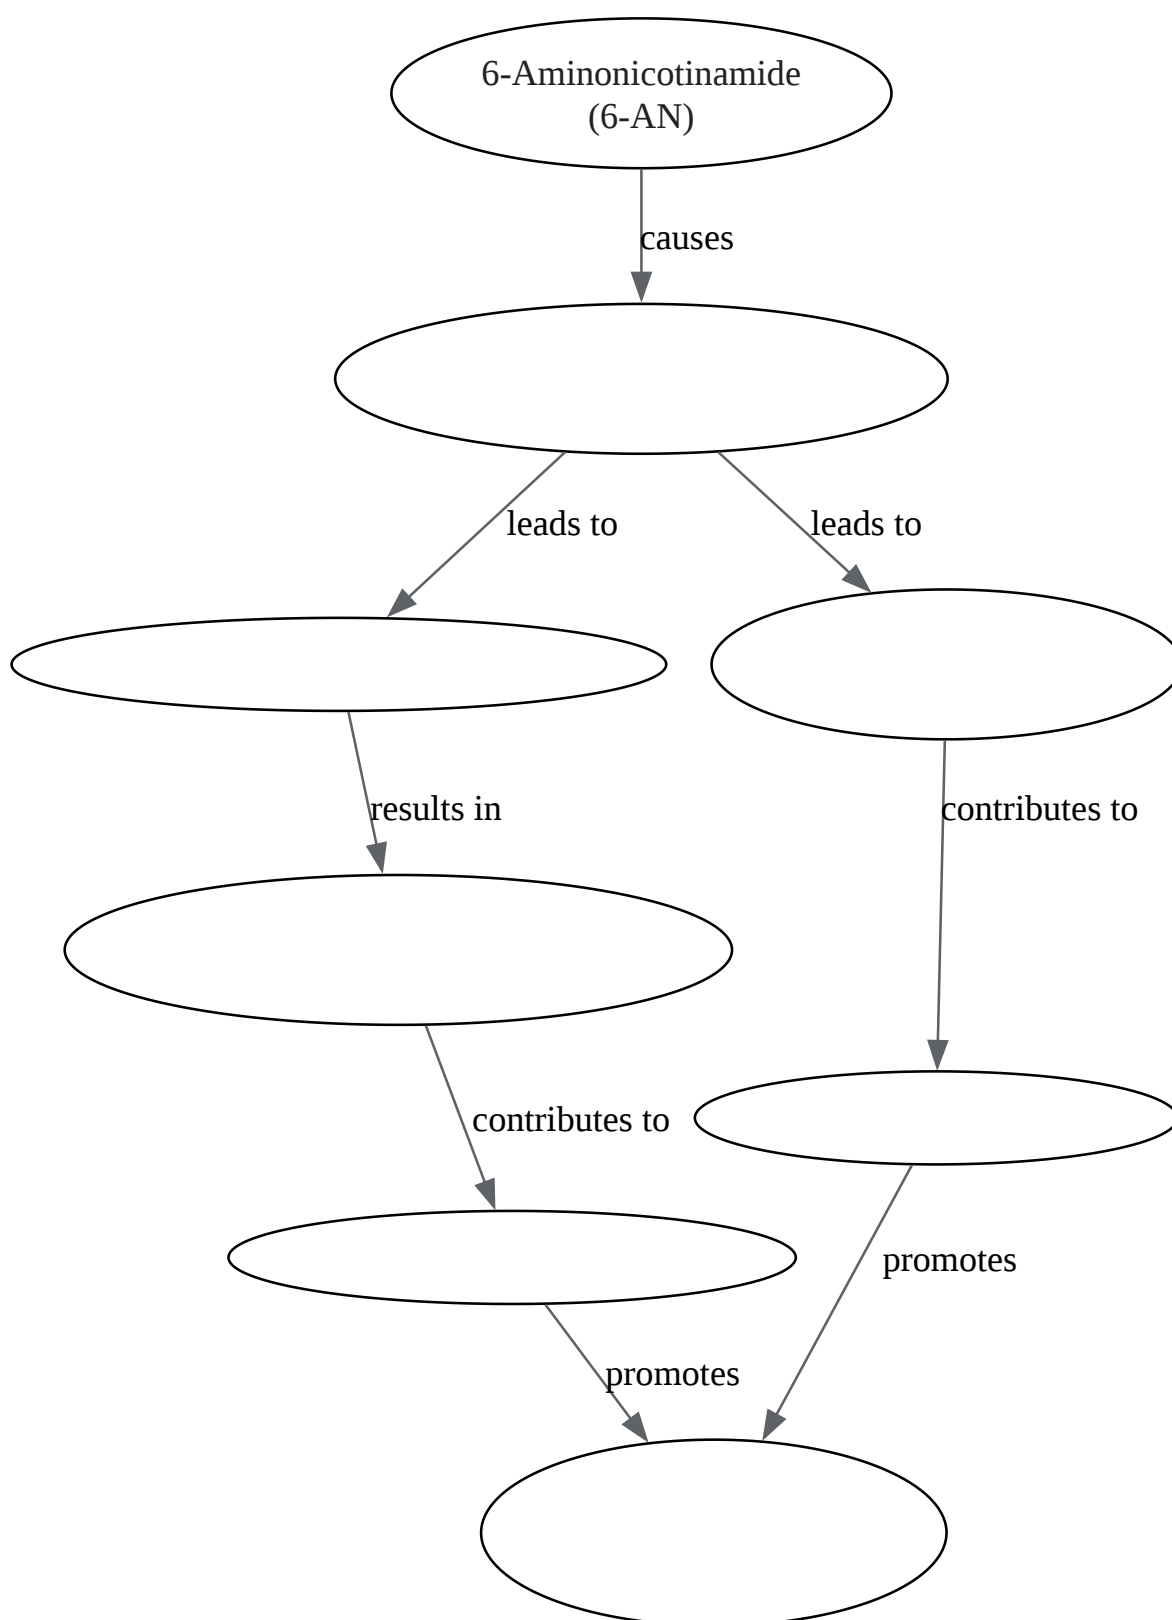 6-Aminonicotinamide
(6-AN)
causes
leads to
leads to
results in
contributes to
contributes to
promotes
promotes